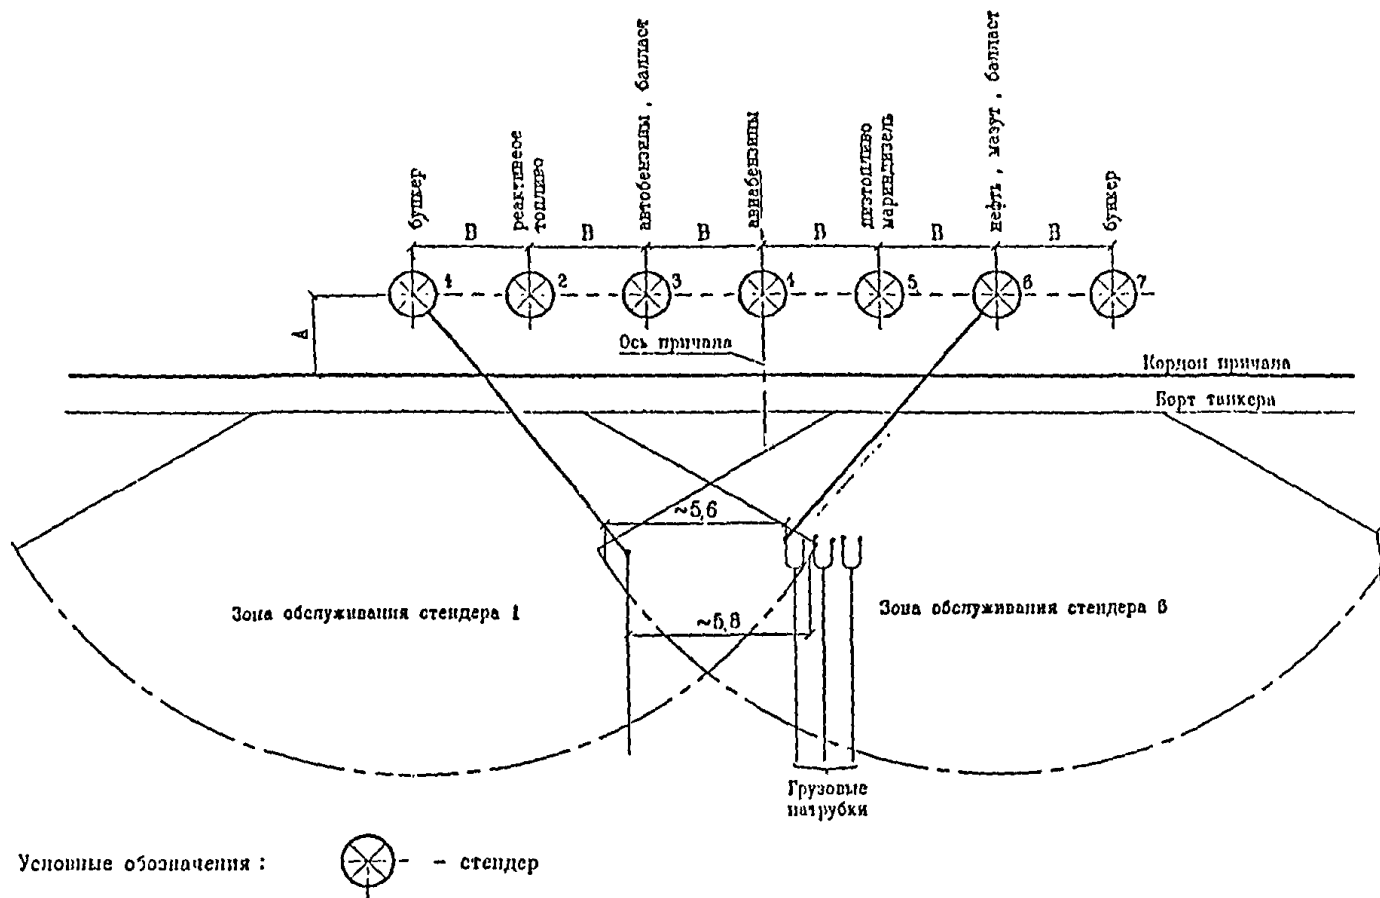 бункер
реактивеое
топливо
автобензины, балласт
авиабензины
дизтопливо
мариндизель
нефть, мазут, балласт
бункер
В В В В В В
1 2 3 4 5 6 7
А
Ось причала
Кордон причала
Борт танкера
~5,6
Зона обслуживания стендера 1
Зона обслуживания стендера 6
~5,8
Грузовые
патрубки
Условные обозначения :
- стендер